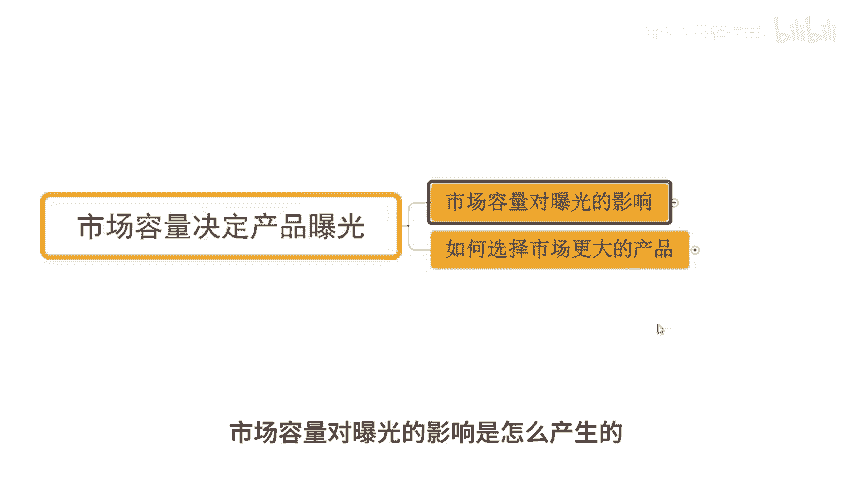 bilibili
市场容量对曝光的影响
市场容量决定产品曝光
如何选择市场更大的产品
市场容量对曝光的影响是怎么产生的